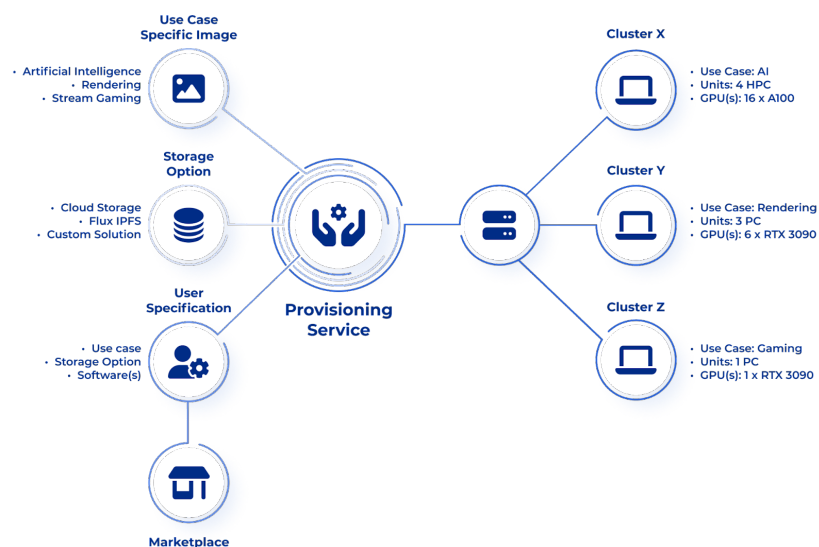 Use Case
Specific Image
• Artificial Intelligence
• Rendering
• Stream Gaming
Storage
Option
• Cloud Storage
• Flux IPFS
• Custom Solution
User
Specification
• Use case
• Storage Option
• Software(s)
Marketplace
Provisioning
Service
Cluster X
• Use Case: AI
• Units: 4 HPC
• GPU(s): 16 x A100
Cluster Y
• Use Case: Rendering
• Units: 3 PC
• GPU(s): 6 x RTX 3090
Cluster Z
• Use Case: Gaming
• Units: 1 PC
• GPU(s): 1 x RTX 3090